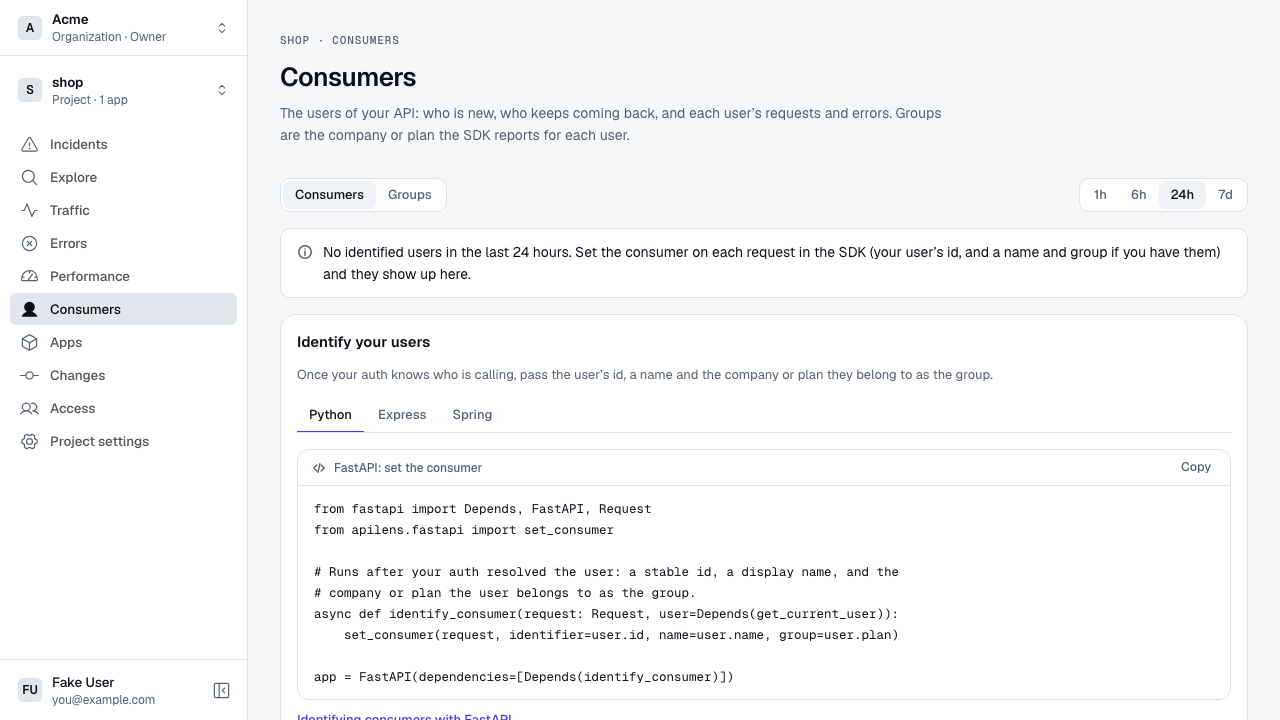 A
Acme
Organization · Owner
S
shop
Project · 1 app
Incidents
Explore
Traffic
Errors
Performance
Consumers
Apps
Changes
Access
Project settings
FU
Fake User
you@example.com
SHOP · CONSUMERS
Consumers
The users of your API: who is new, who keeps coming back, and each user's requests and errors. Groups
are the company or plan the SDK reports for each user.
Consumers Groups
1h 6h 24h 7d
No identified users in the last 24 hours. Set the consumer on each request in the SDK (your user's id, and a name and group if you have them)
and they show up here.
Identify your users
Once your auth knows who is calling, pass the user's id, a name and the company or plan they belong to as the group.
Python Express Spring
FastAPI: set the consumer Copy
from fastapi import Depends, FastAPI, Request
from apilens.fastapi import set_consumer
# Runs after your auth resolved the user: a stable id, a display name, and the
# company or plan the user belongs to as the group.
async def identify_consumer(request: Request, user=Depends(get_current_user)):
    set_consumer(request, identifier=user.id, name=user.name, group=user.plan)
app = FastAPI(dependencies=[Depends(identify_consumer)])
Identifying consumers with FastAPI